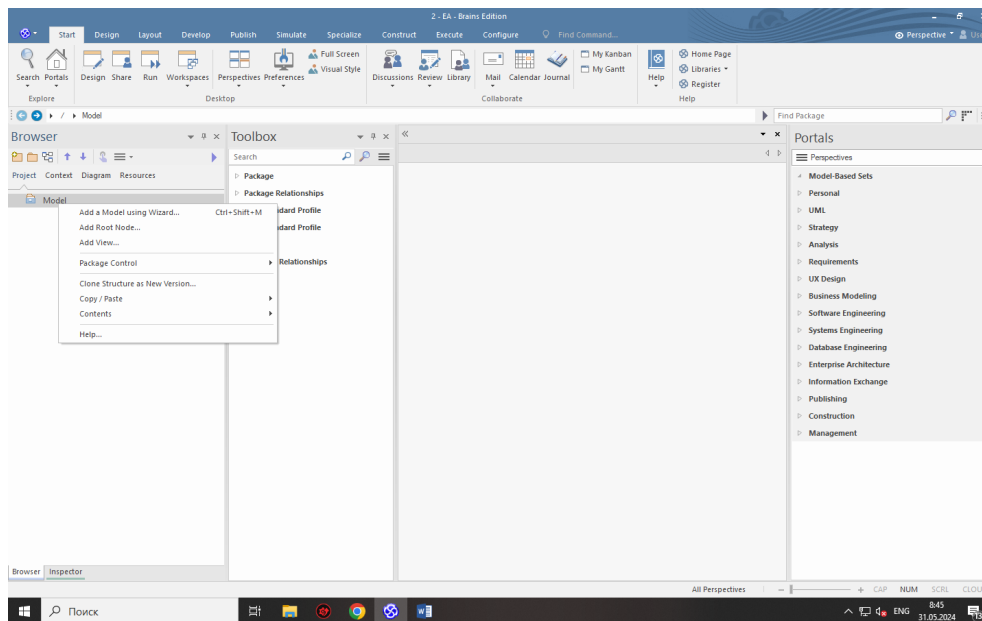 2 - EA - Brains Edition
Start Design Layout Develop Publish Simulate Specialize Construct Execute Configure Find Command... Perspective
Full Screen
Visual Style
My Kanban
My Gantt
Home Page
Libraries
Register
Search Portals Design Share Run Workspaces Perspectives Preferences Discussions Review Library Mail Calendar Journal Help
Explore Desktop Collaborate Help
/ Model Find Package
Browser Toolbox Portals
Search Perspectives
Project Context Diagram Resources
Package
Package Relationships
dard Profile
dard Profile
Relationships
Model
Add a Model using Wizard... Ctrl+Shift+M
Add Root Node...
Add View...
Package Control
Clone Structure as New Version...
Copy / Paste
Contents
Help...
Model-Based Sets
Personal
UML
Strategy
Analysis
Requirements
UX Design
Business Modeling
Software Engineering
Systems Engineering
Database Engineering
Enterprise Architecture
Information Exchange
Publishing
Construction
Management
Browser Inspector
All Perspectives CAP NUM SCRL CLOU
Поиск ENG 8:45
31.05.2024